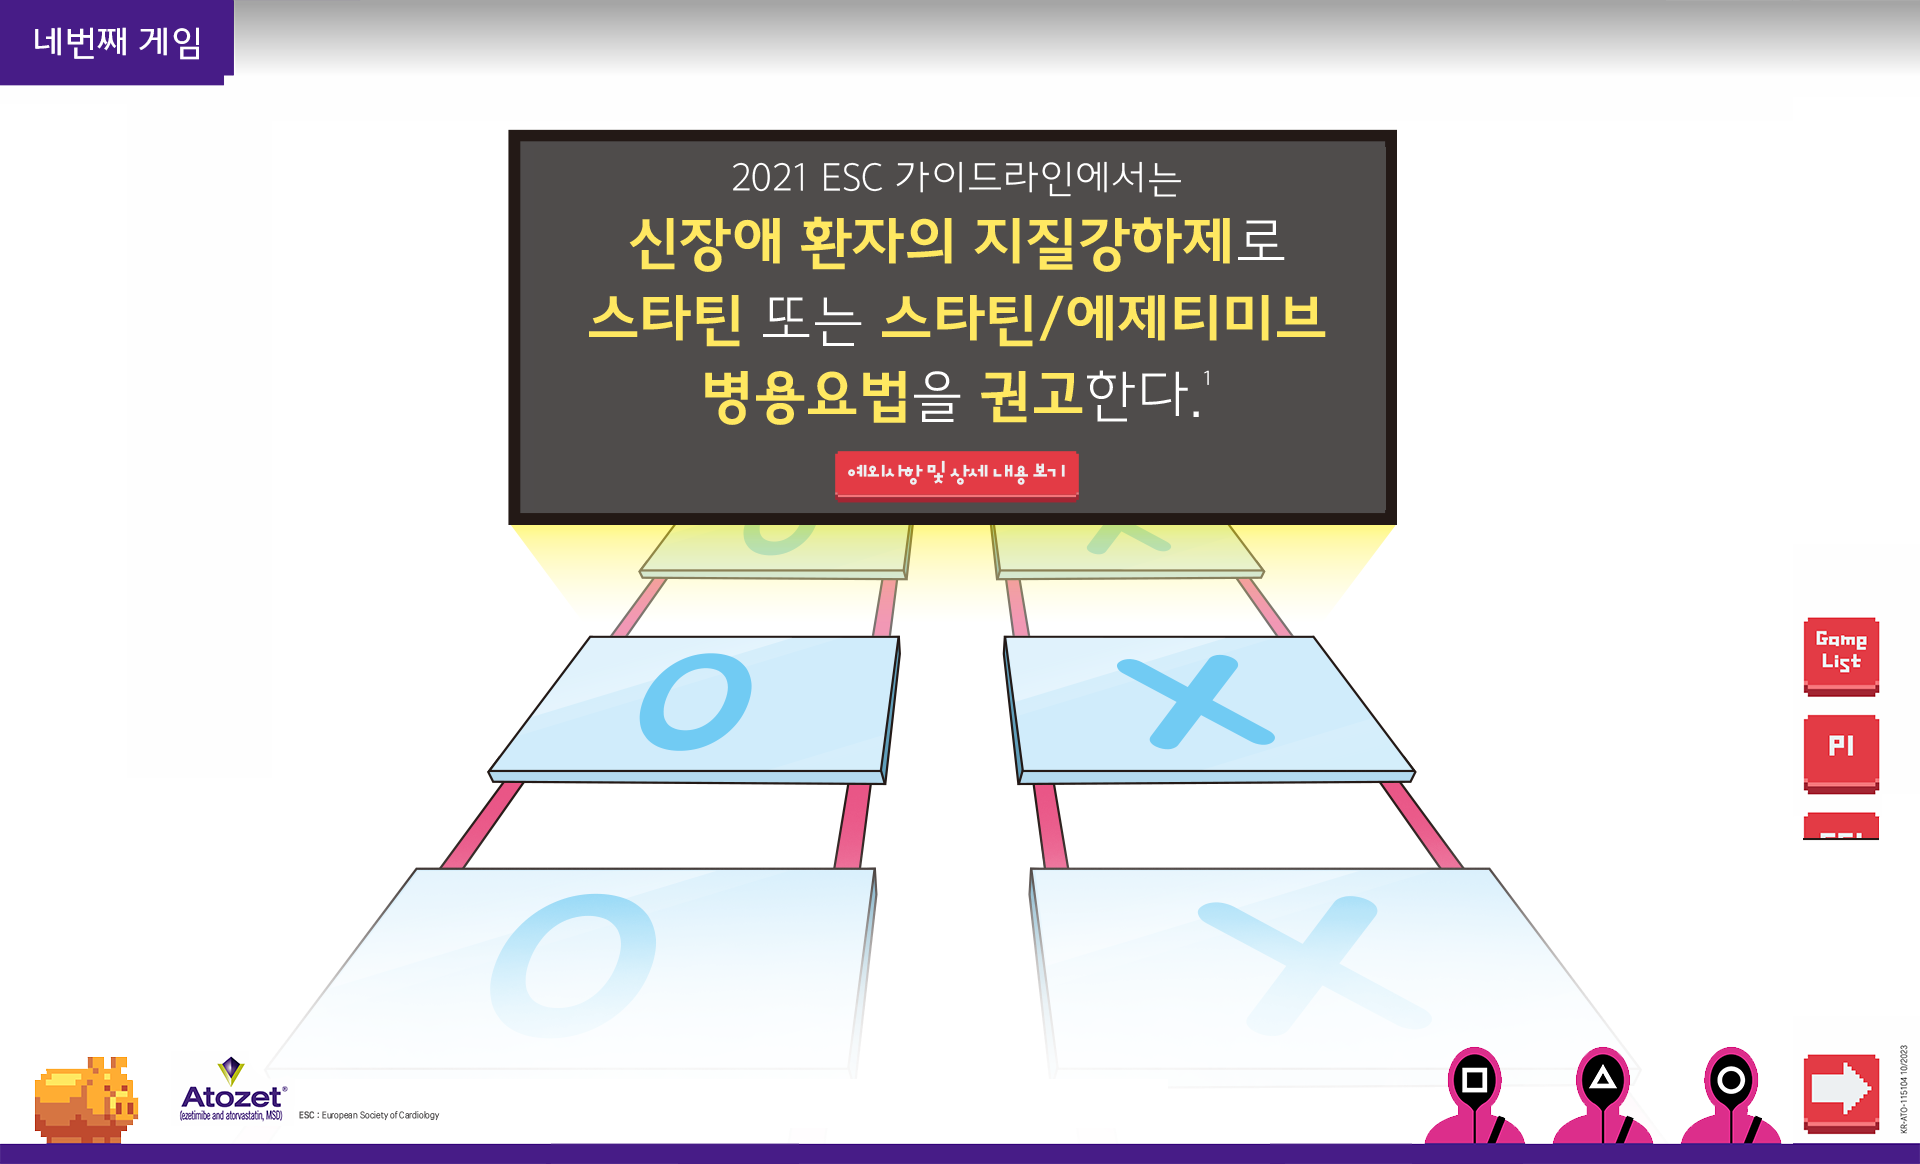 네번째 게임
2021 ESC 가이드라인에서는
신장애 환자의 지질강하제로
스타틴 또는 스타틴/에제티미브
병용요법을 권고한다.1
예외사항 및 상세 내용 보기
O X
O X
Game
List
PI
O X
Atozet®
(ezetimibe and atorvastatin, MSD)
ESC : European Society of Cardiology
KR-ATO-115104 10/2023